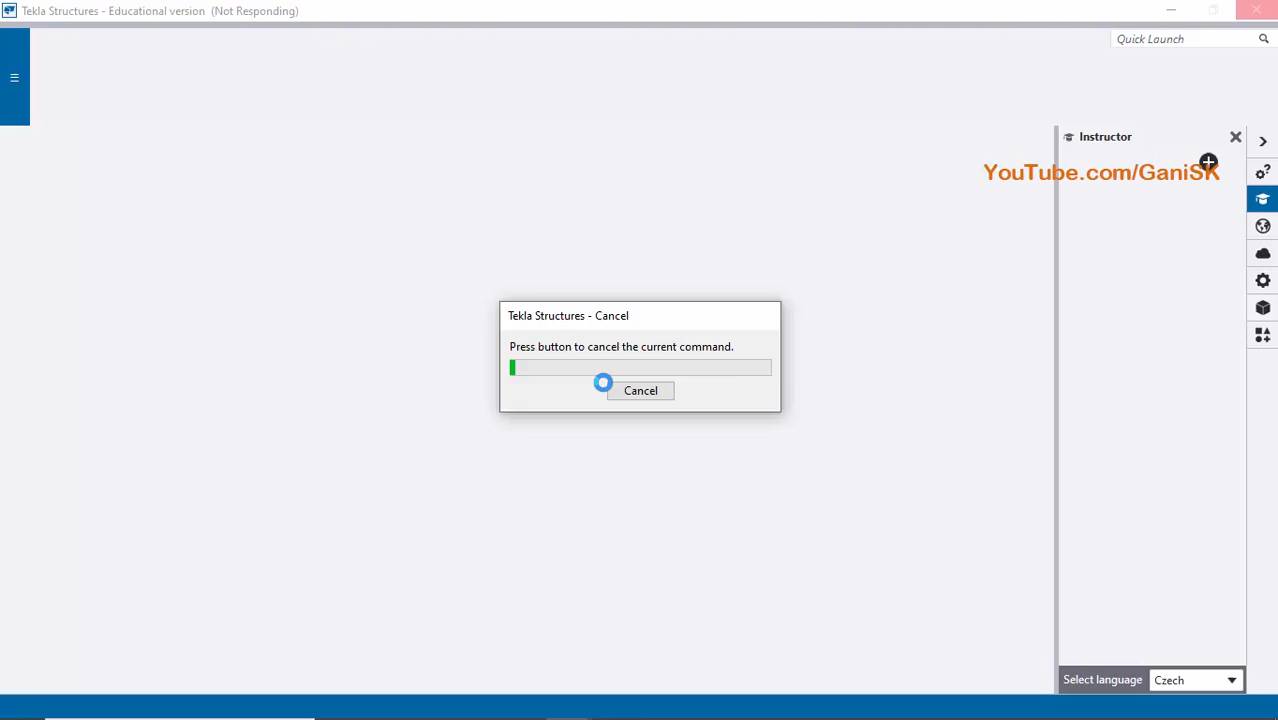 Tekla Structures - Educational version (Not Responding)
Quick Launch
Instructor
YouTube.com/GaniSK
Tekla Structures - Cancel
Press button to cancel the current command.
Cancel
Select language
Czech